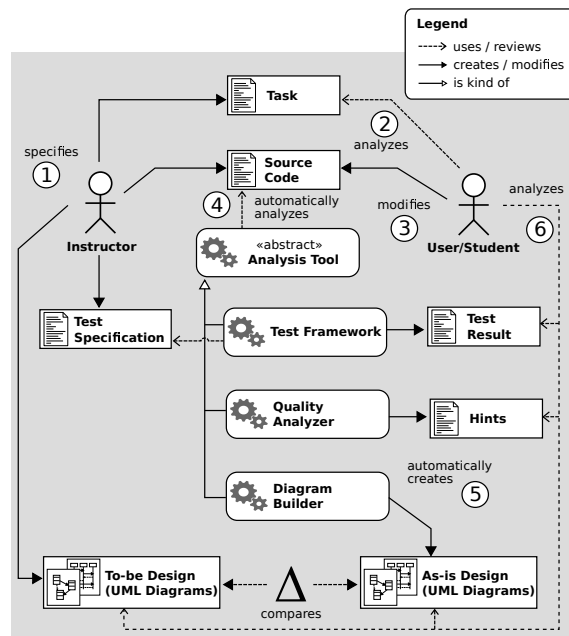 Legend
uses / reviews
creates / modifies
is kind of
Task
specifies
1
2
analyzes
Source
Code
4
automatically
analyzes
modifies
3
analyzes
6
Instructor
User/Student
«abstract»
Analysis Tool
Test
Specification
Test Framework
Test
Result
Quality
Analyzer
Hints
automatically
creates
5
Diagram
Builder
To-be Design
(UML Diagrams)
Δ
compares
As-is Design
(UML Diagrams)